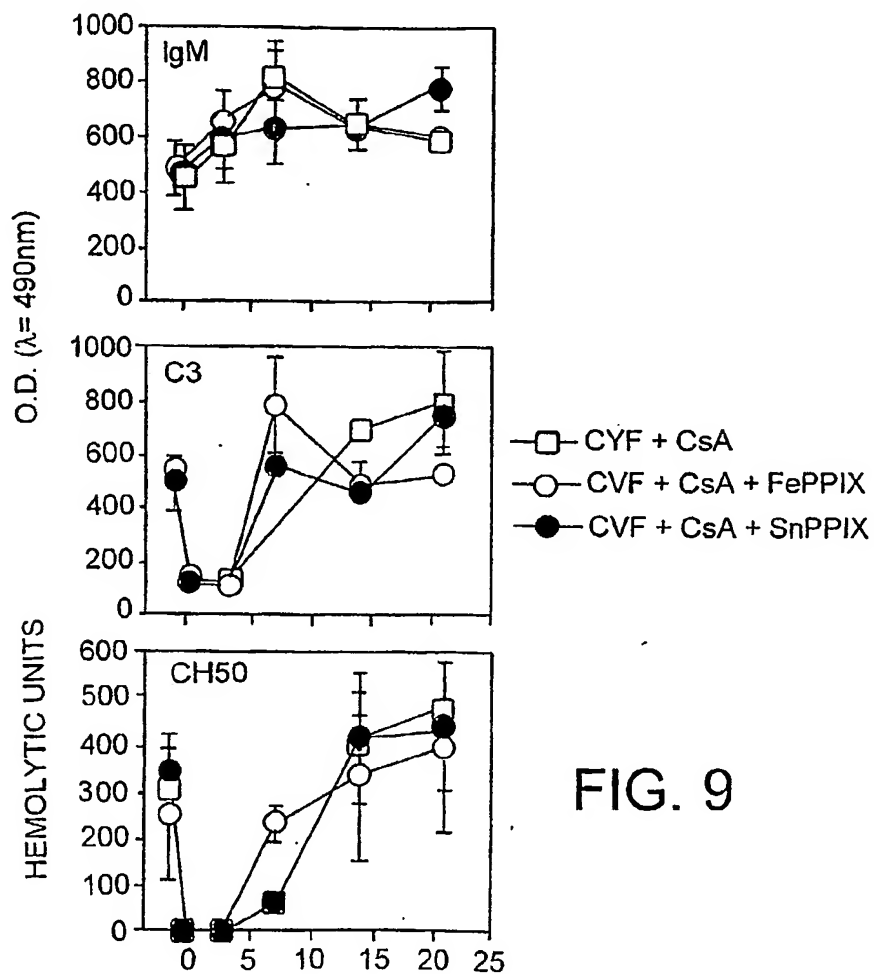 IgM
1000
800
600
400
200
0
O.D. (λ= 490nm)
C3
1000
800
600
400
200
0
CYF + CsA
CVF + CsA + FePPIX
CVF + CsA + SnPPIX
HEMOLYTIC UNITS
CH50
600
500
400
300
200
100
0
0 5 10 15 20 25
FIG. 9